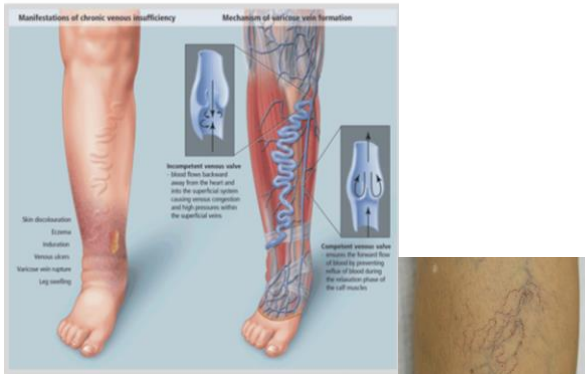 Manifestations of chronic venous insufficiency
Mechanism of varicose vein formation
Incompetent venous valve
- blood flows backward
away from the heart and
into the superficial system
causing venous congestion
and high pressures within
the superficial veins
Skin discolouration
Eczema
Induration
Venous ulcers
Varicose vein rupture
Leg swelling
Competent venous valve
ensures the forward flow
of blood by preventing
reflux of blood during
the relaxation phase of
the calf muscles